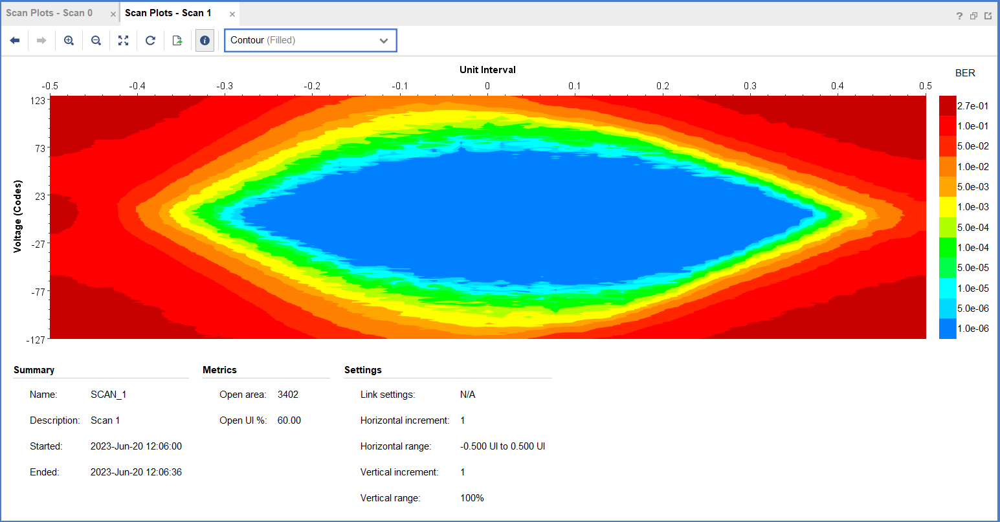 Scan Plots - Scan 0 × Scan Plots - Scan 1 ×
?
Contour (Filled)
Unit Interval
BER
-0.5 -0.4 -0.3 -0.2 -0.1 0 0.1 0.2 0.3 0.4 0.5
Voltage (Codes)
123
73
23
-27
-77
-127
2.7e-01
1.0e-01
5.0e-02
1.0e-02
5.0e-03
1.0e-03
5.0e-04
1.0e-04
5.0e-05
1.0e-05
5.0e-06
1.0e-06
Summary
Name: SCAN_1
Description: Scan 1
Started: 2023-Jun-20 12:06:00
Ended: 2023-Jun-20 12:06:36
Metrics
Open area: 3402
Open UI %: 60.00
Settings
Link settings: N/A
Horizontal increment: 1
Horizontal range: -0.500 UI to 0.500 UI
Vertical increment: 1
Vertical range: 100%